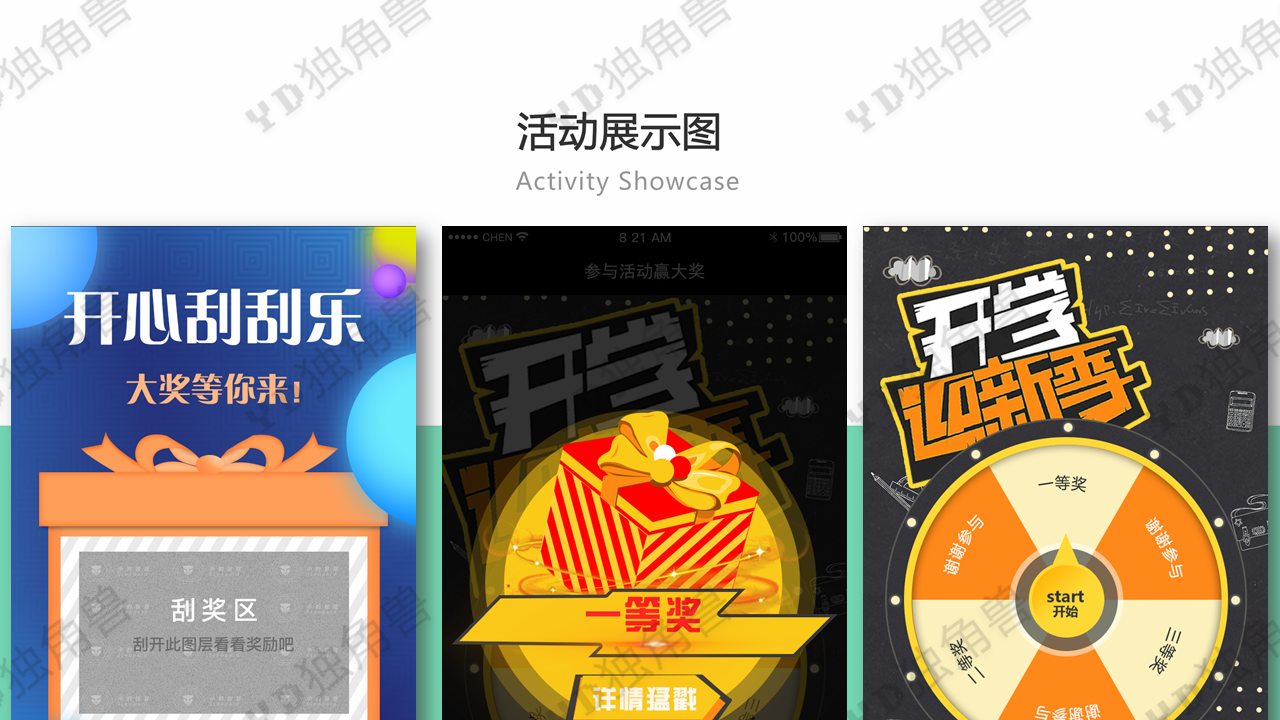 YD独角兽
活动展示图
Activity Showcase
开心刮刮乐
大奖等你来!
刮奖区
刮开此图层看看奖励吧
CHEN
8 21 AM
100%
参与活动赢大奖
开学
一等奖
详情猛戳
开学
迎新季
一等奖
谢谢参与
谢谢参与
start
开始
二等奖
三等奖
谢谢参与